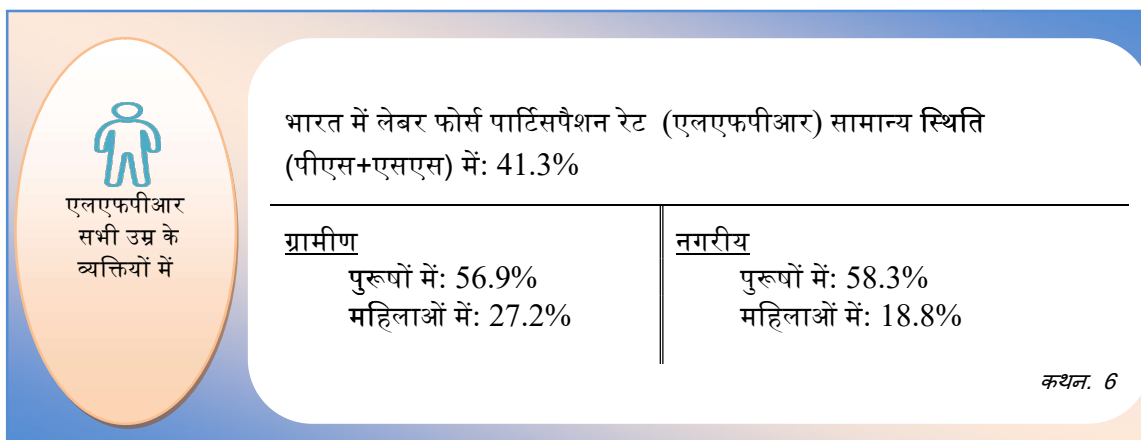 एलएफपीआर
सभी उम्र के
व्यक्तियों में
भारत में लेबर फोर्स पार्टिसपैशन रेट (एलएफपीआर) सामान्य स्थिति
(पीएस+एसएस) में: 41.3%
ग्रामीण
पुरूषों में: 56.9%
महिलाओं में: 27.2%
नगरीय
पुरूषों में: 58.3%
महिलाओं में: 18.8%
कथन. 6